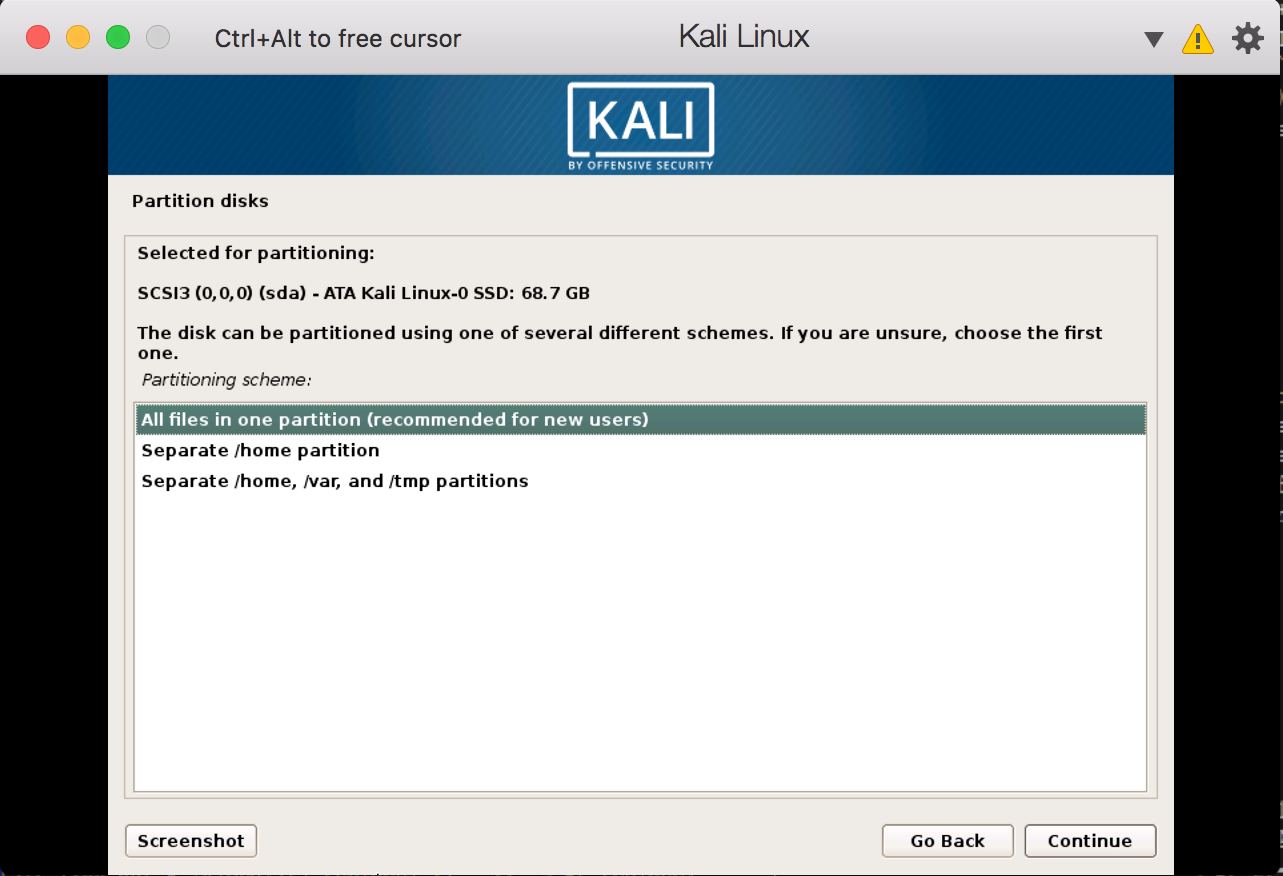 Ctrl+Alt to free cursor
Kali Linux
KALI
BY OFFENSIVE SECURITY
Partition disks
Selected for partitioning:
SCSI3 (0,0,0) (sda) - ATA Kali Linux-0 SSD: 68.7 GB
The disk can be partitioned using one of several different schemes. If you are unsure, choose the first
one.
Partitioning scheme:
All files in one partition (recommended for new users)
Separate /home partition
Separate /home, /var, and /tmp partitions
Screenshot
Go Back
Continue